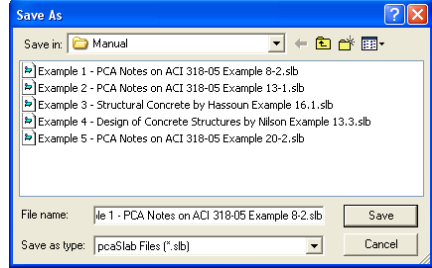 Save As
Save in: Manual
Example 1 - PCA Notes on ACI 318-05 Example 8-2.slb
Example 2 - PCA Notes on ACI 318-05 Example 13-1.slb
Example 3 - Structural Concrete by Hassoun Example 16.1.slb
Example 4 - Design of Concrete Structures by Nilson Example 13.3.slb
Example 5 - PCA Notes on ACI 318-05 Example 20-2.slb
File name: le 1 - PCA Notes on ACI 318-05 Example 8-2.slb Save
Save as type: pcaSlab Files (*.slb) Cancel